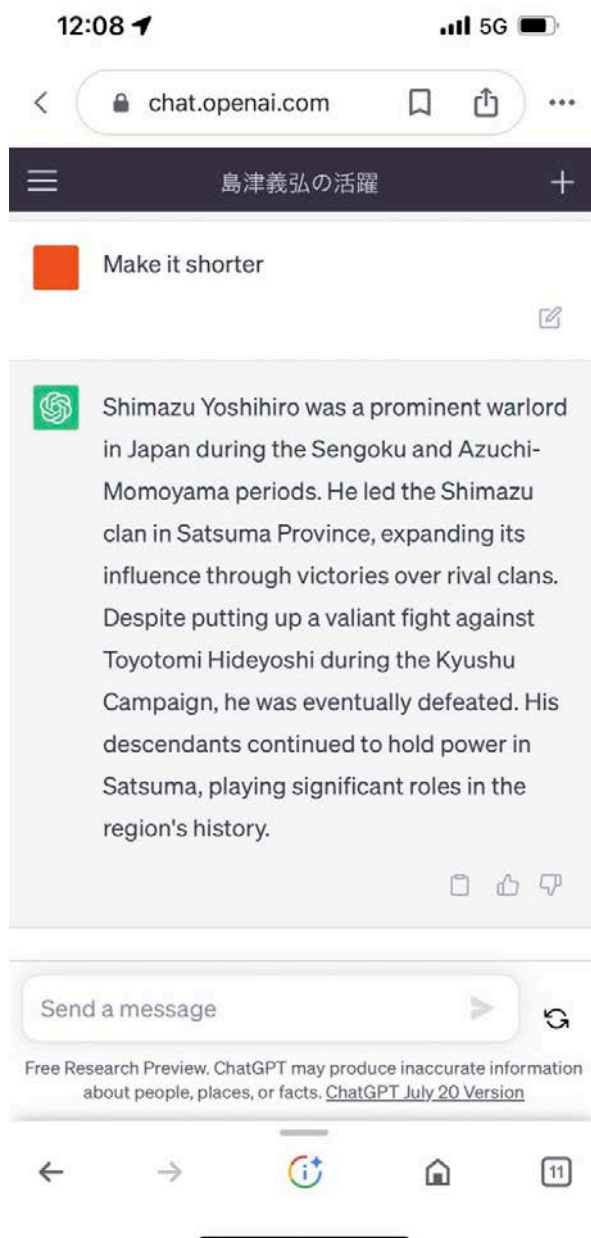 12:08
5G
chat.openai.com
島津義弘の活躍
Make it shorter
Shimazu Yoshihiro was a prominent warlord
in Japan during the Sengoku and Azuchi-
Momoyama periods. He led the Shimazu
clan in Satsuma Province, expanding its
influence through victories over rival clans.
Despite putting up a valiant fight against
Toyotomi Hideyoshi during the Kyushu
Campaign, he was eventually defeated. His
descendants continued to hold power in
Satsuma, playing significant roles in the
region's history.
Send a message
Free Research Preview. ChatGPT may produce inaccurate information
about people, places, or facts. ChatGPT July 20 Version
11